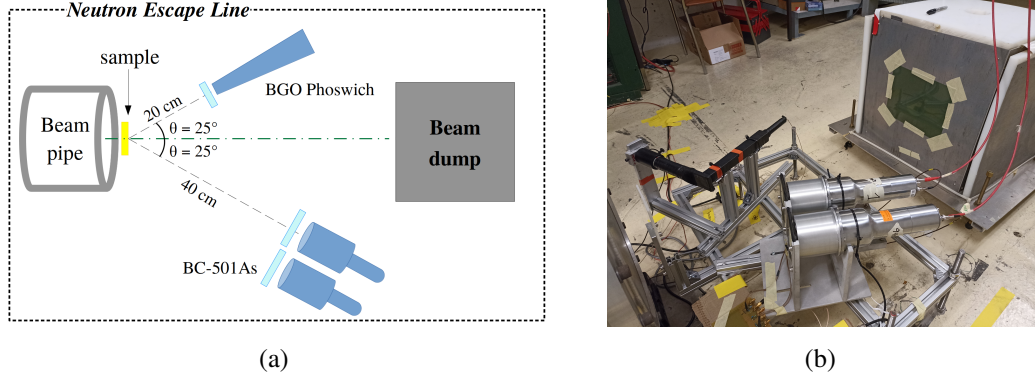 Neutron Escape Line
sample
Beam
pipe
20 cm
θ = 25°
θ = 25°
40 cm
BGO Phoswich
Beam
dump
BC-501As
(a)
(b)